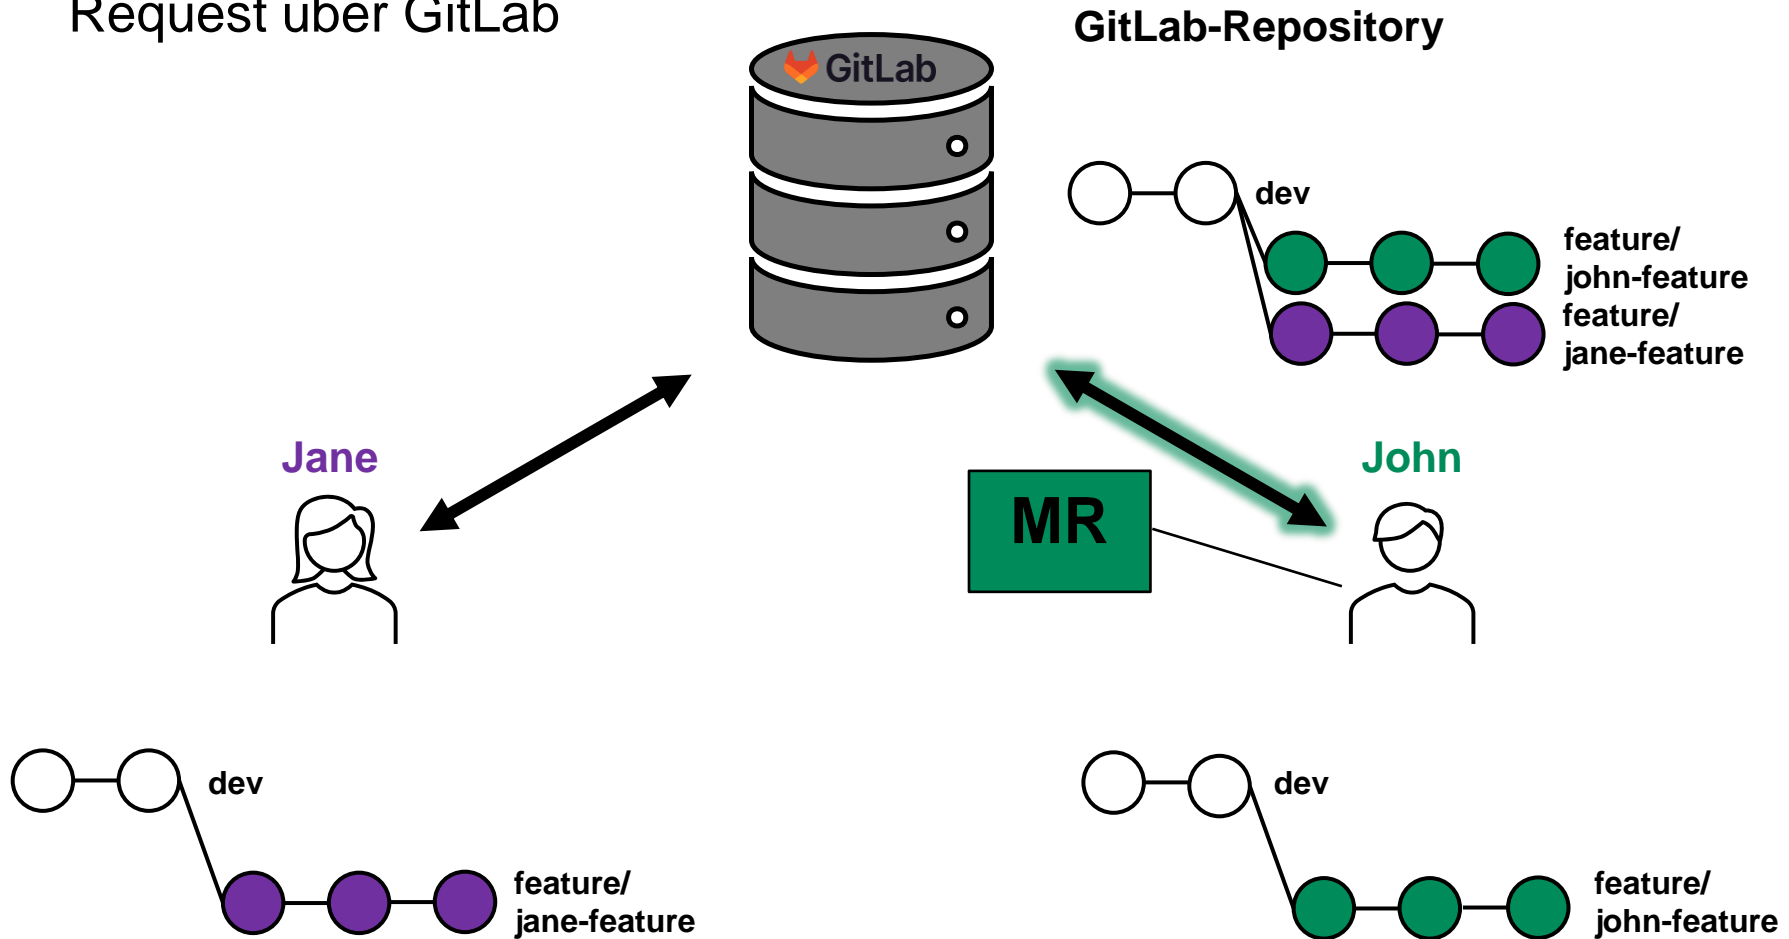 Request über GitLab
GitLab-Repository
GitLab
dev
feature/
john-feature
feature/
jane-feature
Jane
John
MR
dev
feature/
jane-feature
dev
feature/
john-feature